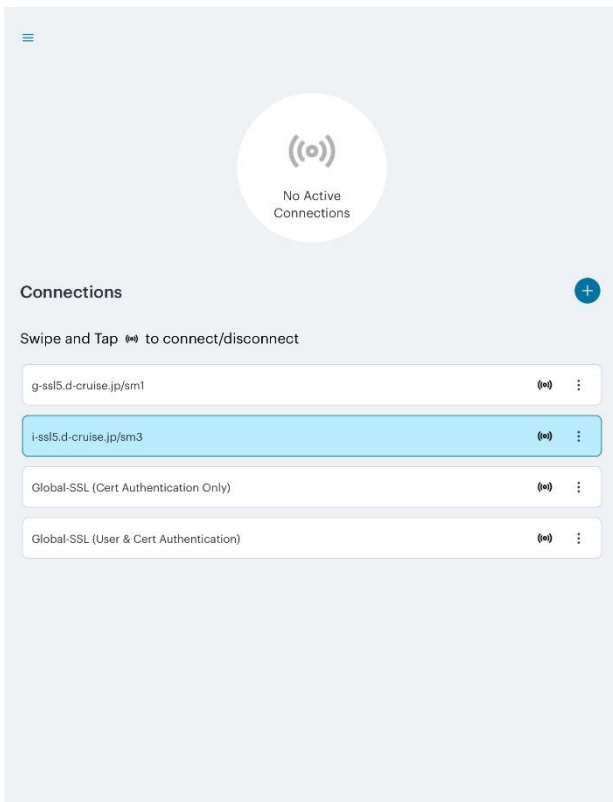 No Active
Connections
Connections
Swipe and Tap to connect/disconnect
g-ssl5.d-cruise.jp/sm1
i-ssl5.d-cruise.jp/sm3
Global-SSL (Cert Authentication Only)
Global-SSL (User & Cert Authentication)